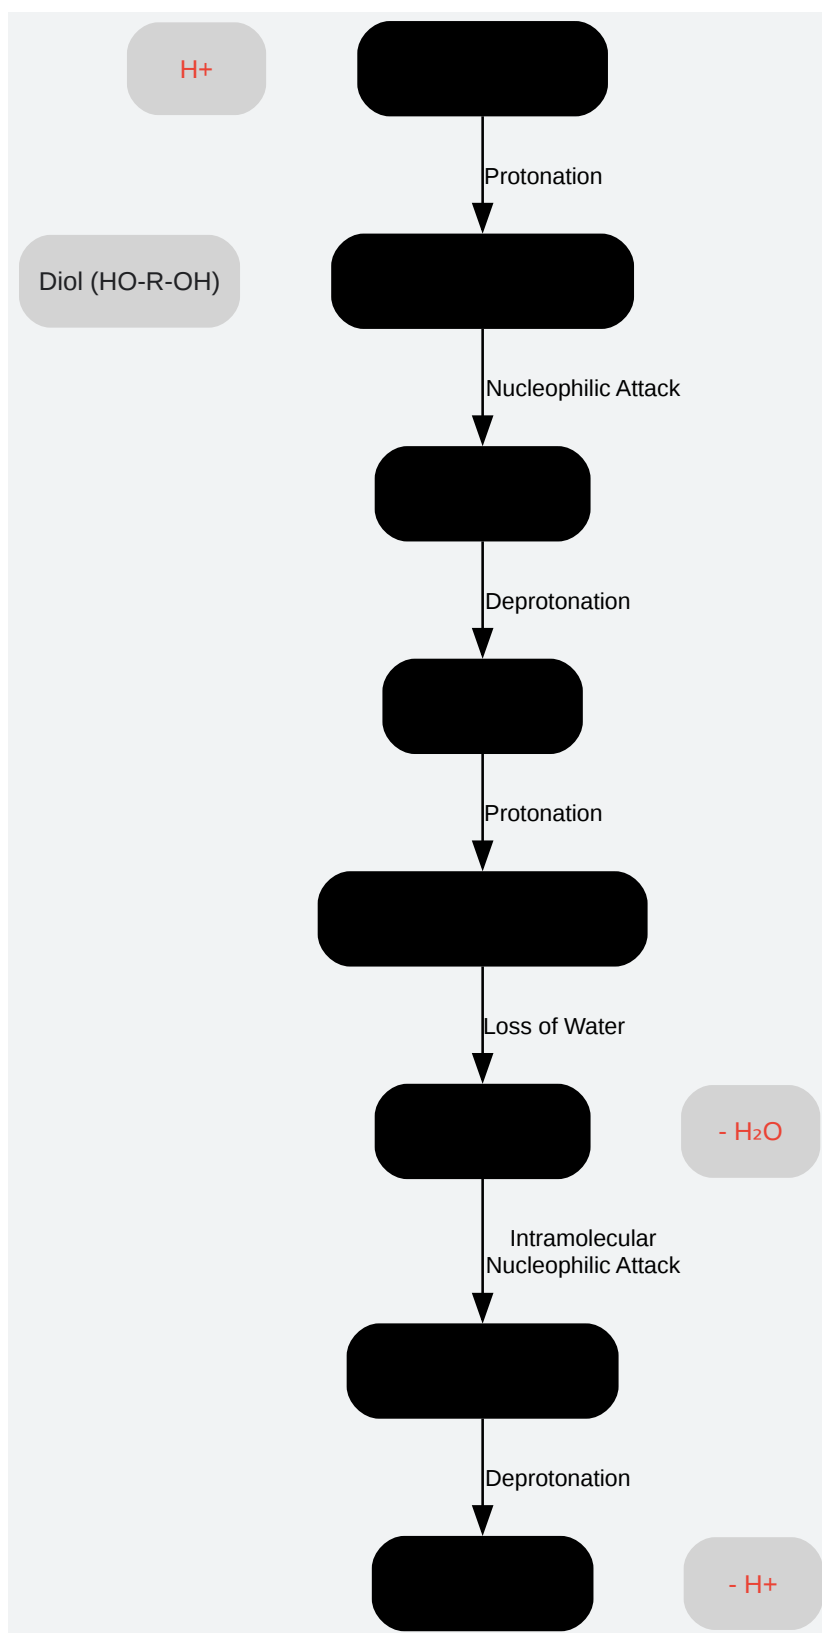 H+
Protonation
Diol (HO-R-OH)
Nucleophilic Attack
Deprotonation
Protonation
Loss of Water
- H₂O
Intramolecular
Nucleophilic Attack
Deprotonation
- H+